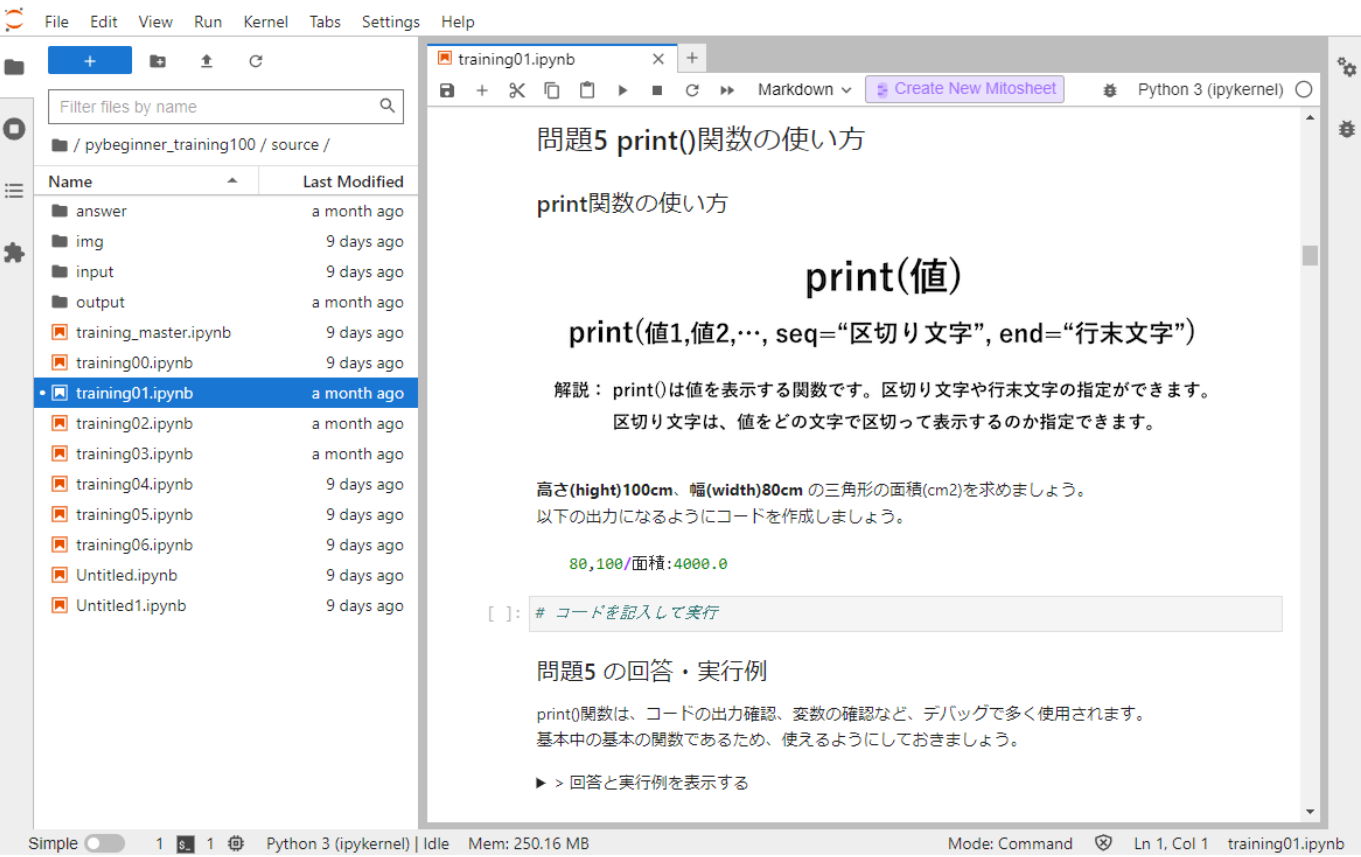 File Edit View Run Kernel Tabs Settings Help
+
Filter files by name
/ pybeginner_training100 / source /
Name Last Modified
answer a month ago
img 9 days ago
input 9 days ago
output a month ago
training_master.ipynb 9 days ago
training00.ipynb 9 days ago
training01.ipynb a month ago
training02.ipynb a month ago
training03.ipynb a month ago
training04.ipynb 9 days ago
training05.ipynb 9 days ago
training06.ipynb 9 days ago
Untitled.ipynb 9 days ago
Untitled1.ipynb 9 days ago
training01.ipynb
Markdown Create New Mitosheet Python 3 (ipykernel)
問題5 print()関数の使い方
print関数の使い方
print(値)
print(値1,値2,…, seq=“区切り文字”, end=“行末文字”)
解説： print()は値を表示する関数です。区切り文字や行末文字の指定ができます。
区切り文字は、値をどの文字で区切って表示するのか指定できます。
高さ(hight)100cm、幅(width)80cm の三角形の面積(cm2)を求めましょう。
以下の出力になるようにコードを作成しましょう。
80,100/面積:4000.0
[ ]: # コードを記入して実行
問題5 の回答・実行例
print()関数は、コードの出力確認、変数の確認など、デバッグで多く使用されます。
基本中の基本の関数であるため、使えるようにしておきましょう。
▶ > 回答と実行例を表示する
Simple 1 1 Python 3 (ipykernel) | Idle Mem: 250.16 MB Mode: Command Ln 1, Col 1 training01.ipynb